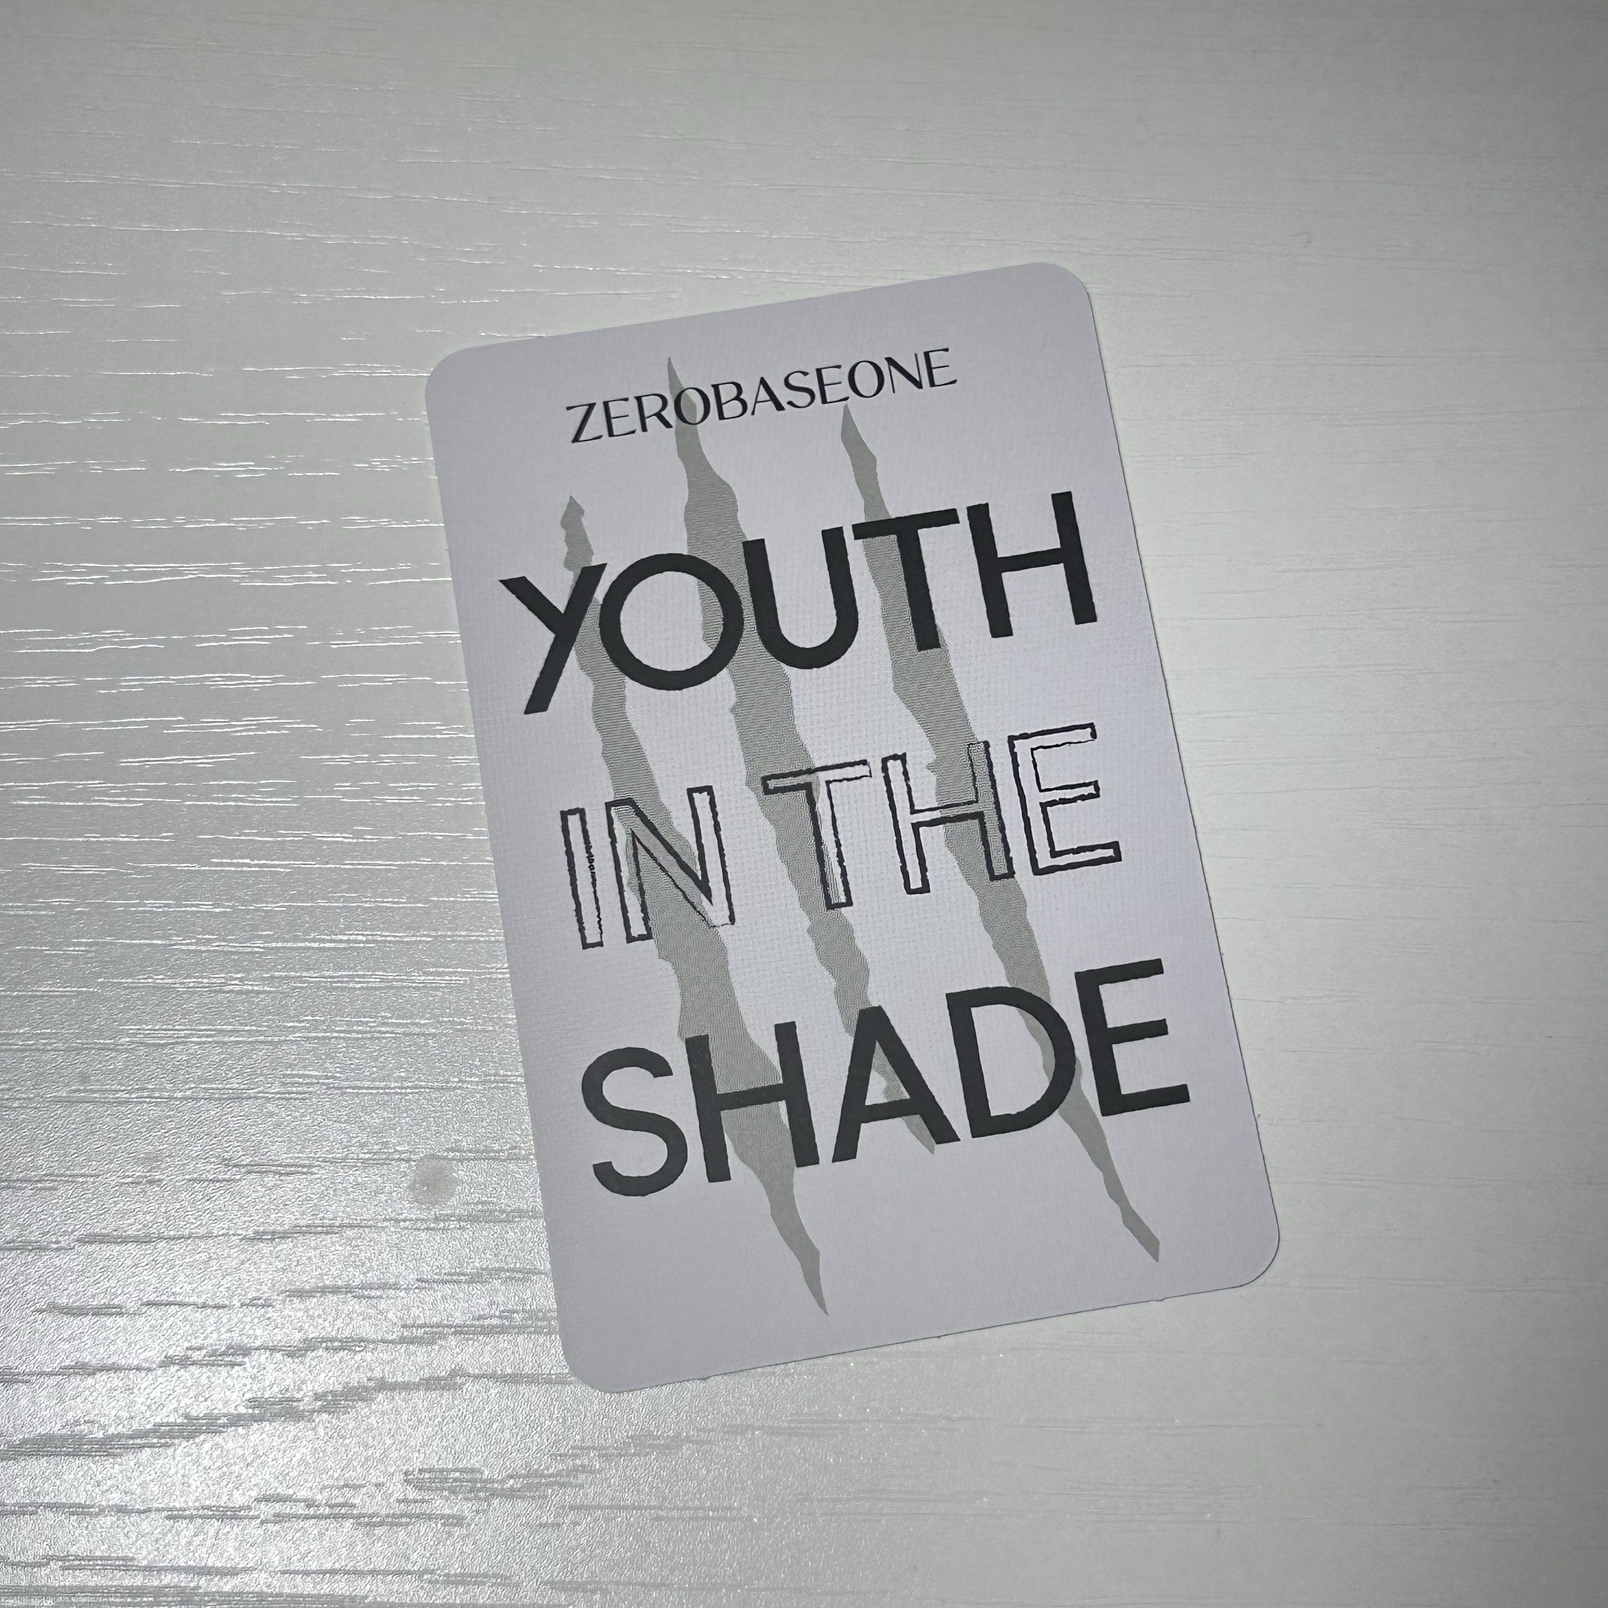 ZEROBASEONE
YOUTH
IN THE
SHADE